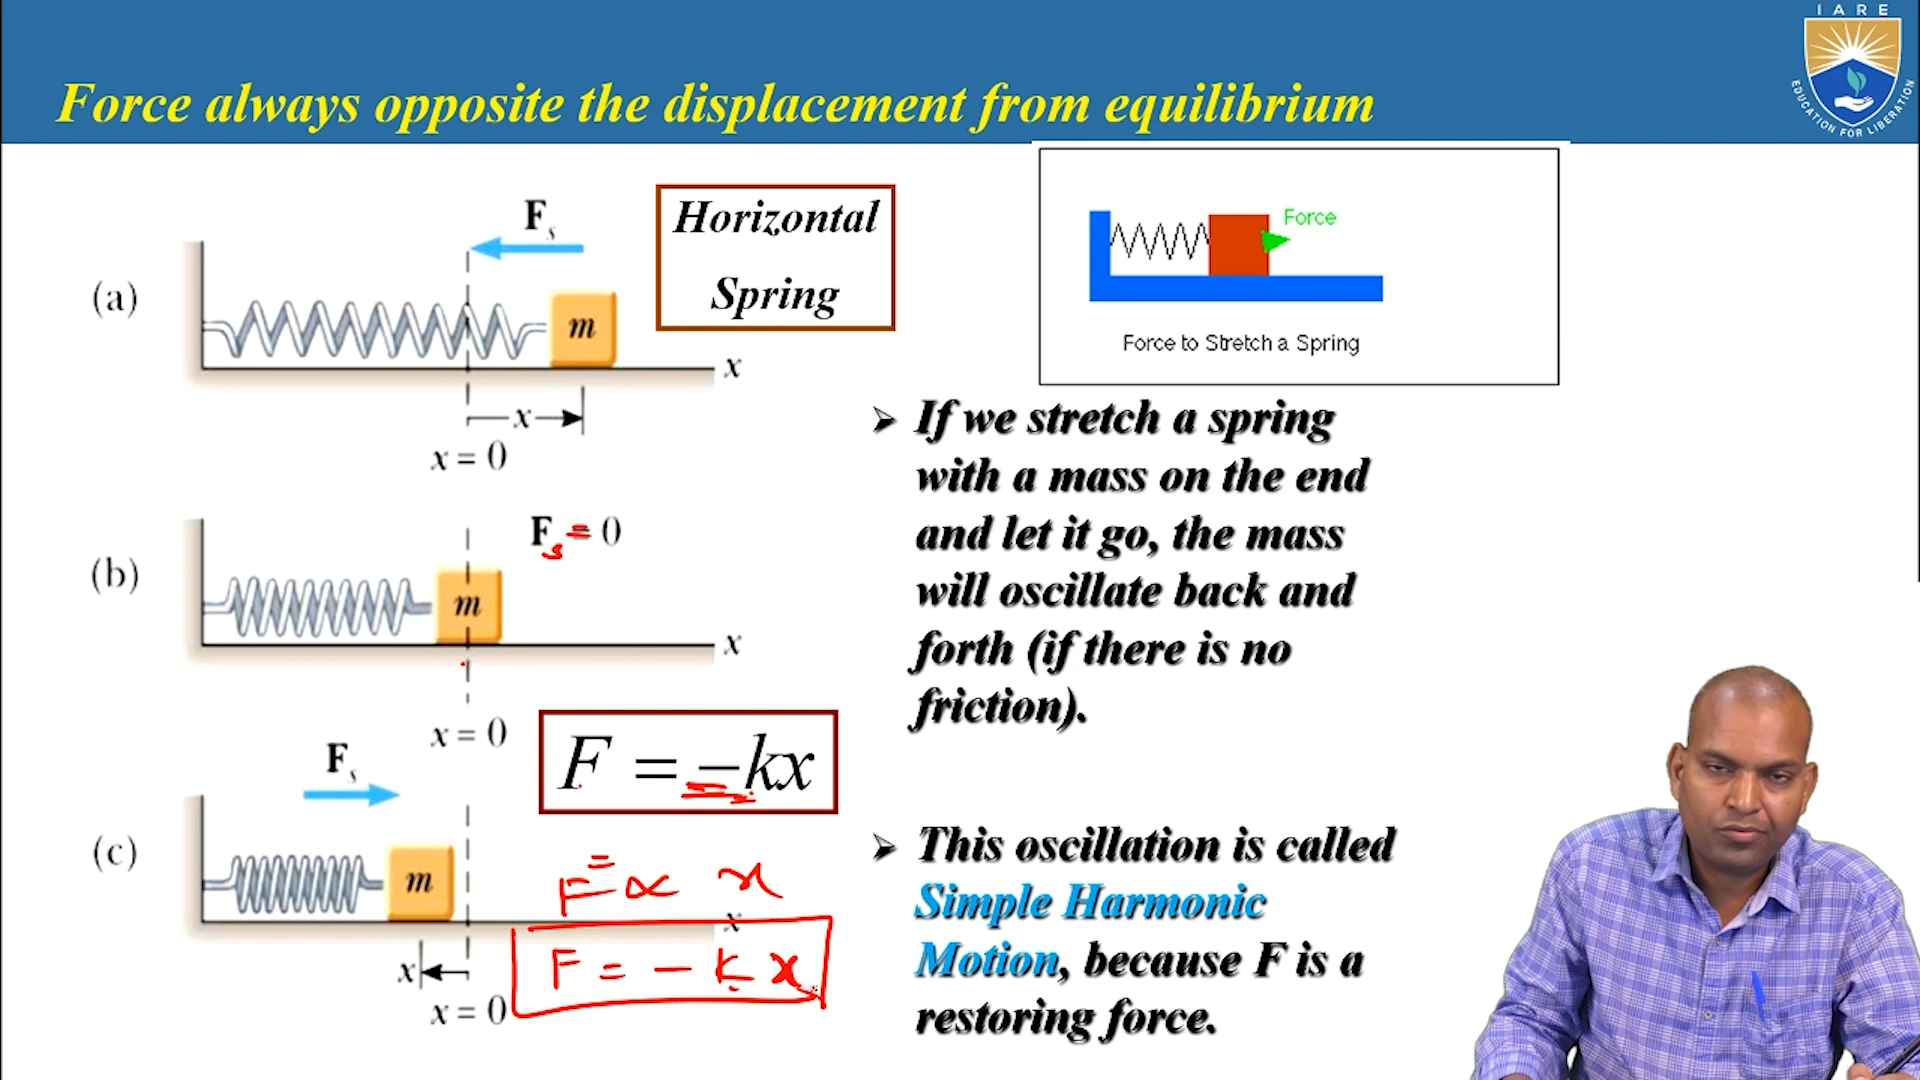 I A R E
EDUCATION FOR LIBERATION
Force always opposite the displacement from equilibrium
(a)
Fs
m
x
x
x = 0
Horizontal
Spring
Force
Force to Stretch a Spring
(b)
Fs = 0
m
x
x = 0
(c)
Fs
m
x
x
x = 0
F = -kx
F ∝ x
F = - k x
➢ If we stretch a spring
with a mass on the end
and let it go, the mass
will oscillate back and
forth (if there is no
friction).
➢ This oscillation is called
Simple Harmonic
Motion, because F is a
restoring force.